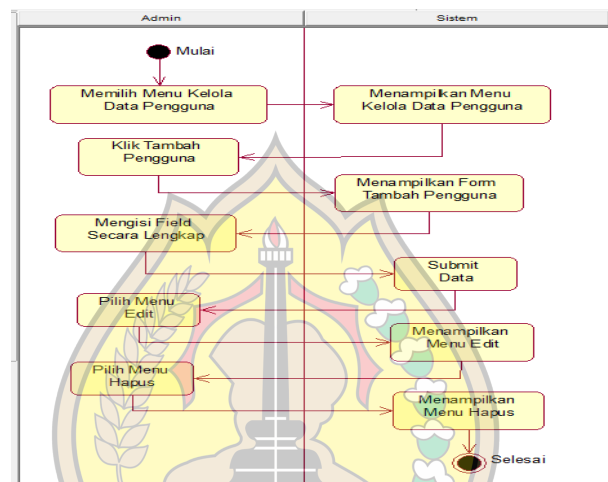 Admin
Sistem
Mulai
Memilih Menu Kelola
Data Pengguna
Menampilkan Menu
Kelola Data Pengguna
Klik Tambah
Pengguna
Menampilkan Form
Tambah Pengguna
Mengisi Field
Secara Lengkap
Submit
Data
Pilih Menu
Edit
Menampilkan
Menu Edit
Pilih Menu
Hapus
Menampilkan
Menu Hapus
Selesai